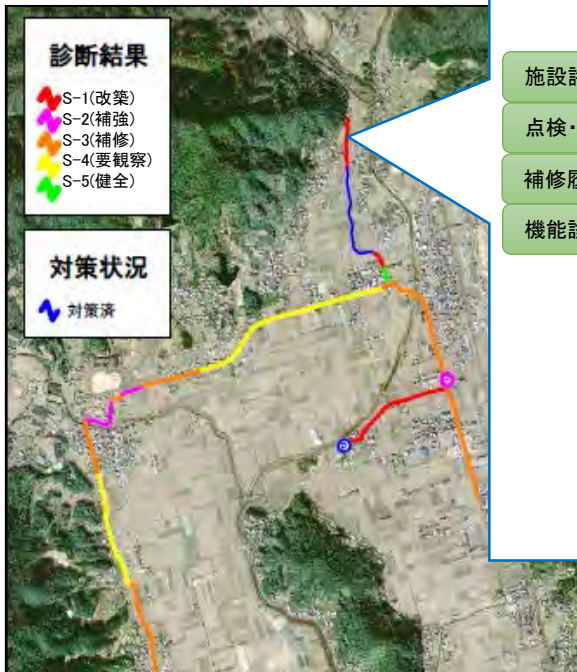 診断結果
S-1(改築)
S-2(補強)
S-3(補修)
S-4(要観察)
S-5(健全)
対策状況
対策済
施設
点検・
補修履
機能